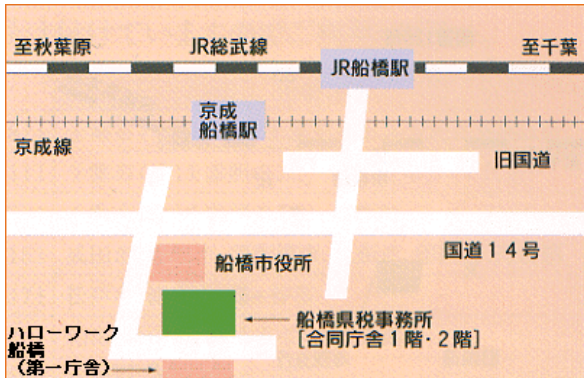 至秋葉原
JR総武線
至千葉
JR船橋駅
京成
船橋駅
京成線
旧国道
国道14号
船橋市役所
船橋県税事務所
[合同庁舎1階・2階]
ハローワーク
船橋
(第一庁舎)